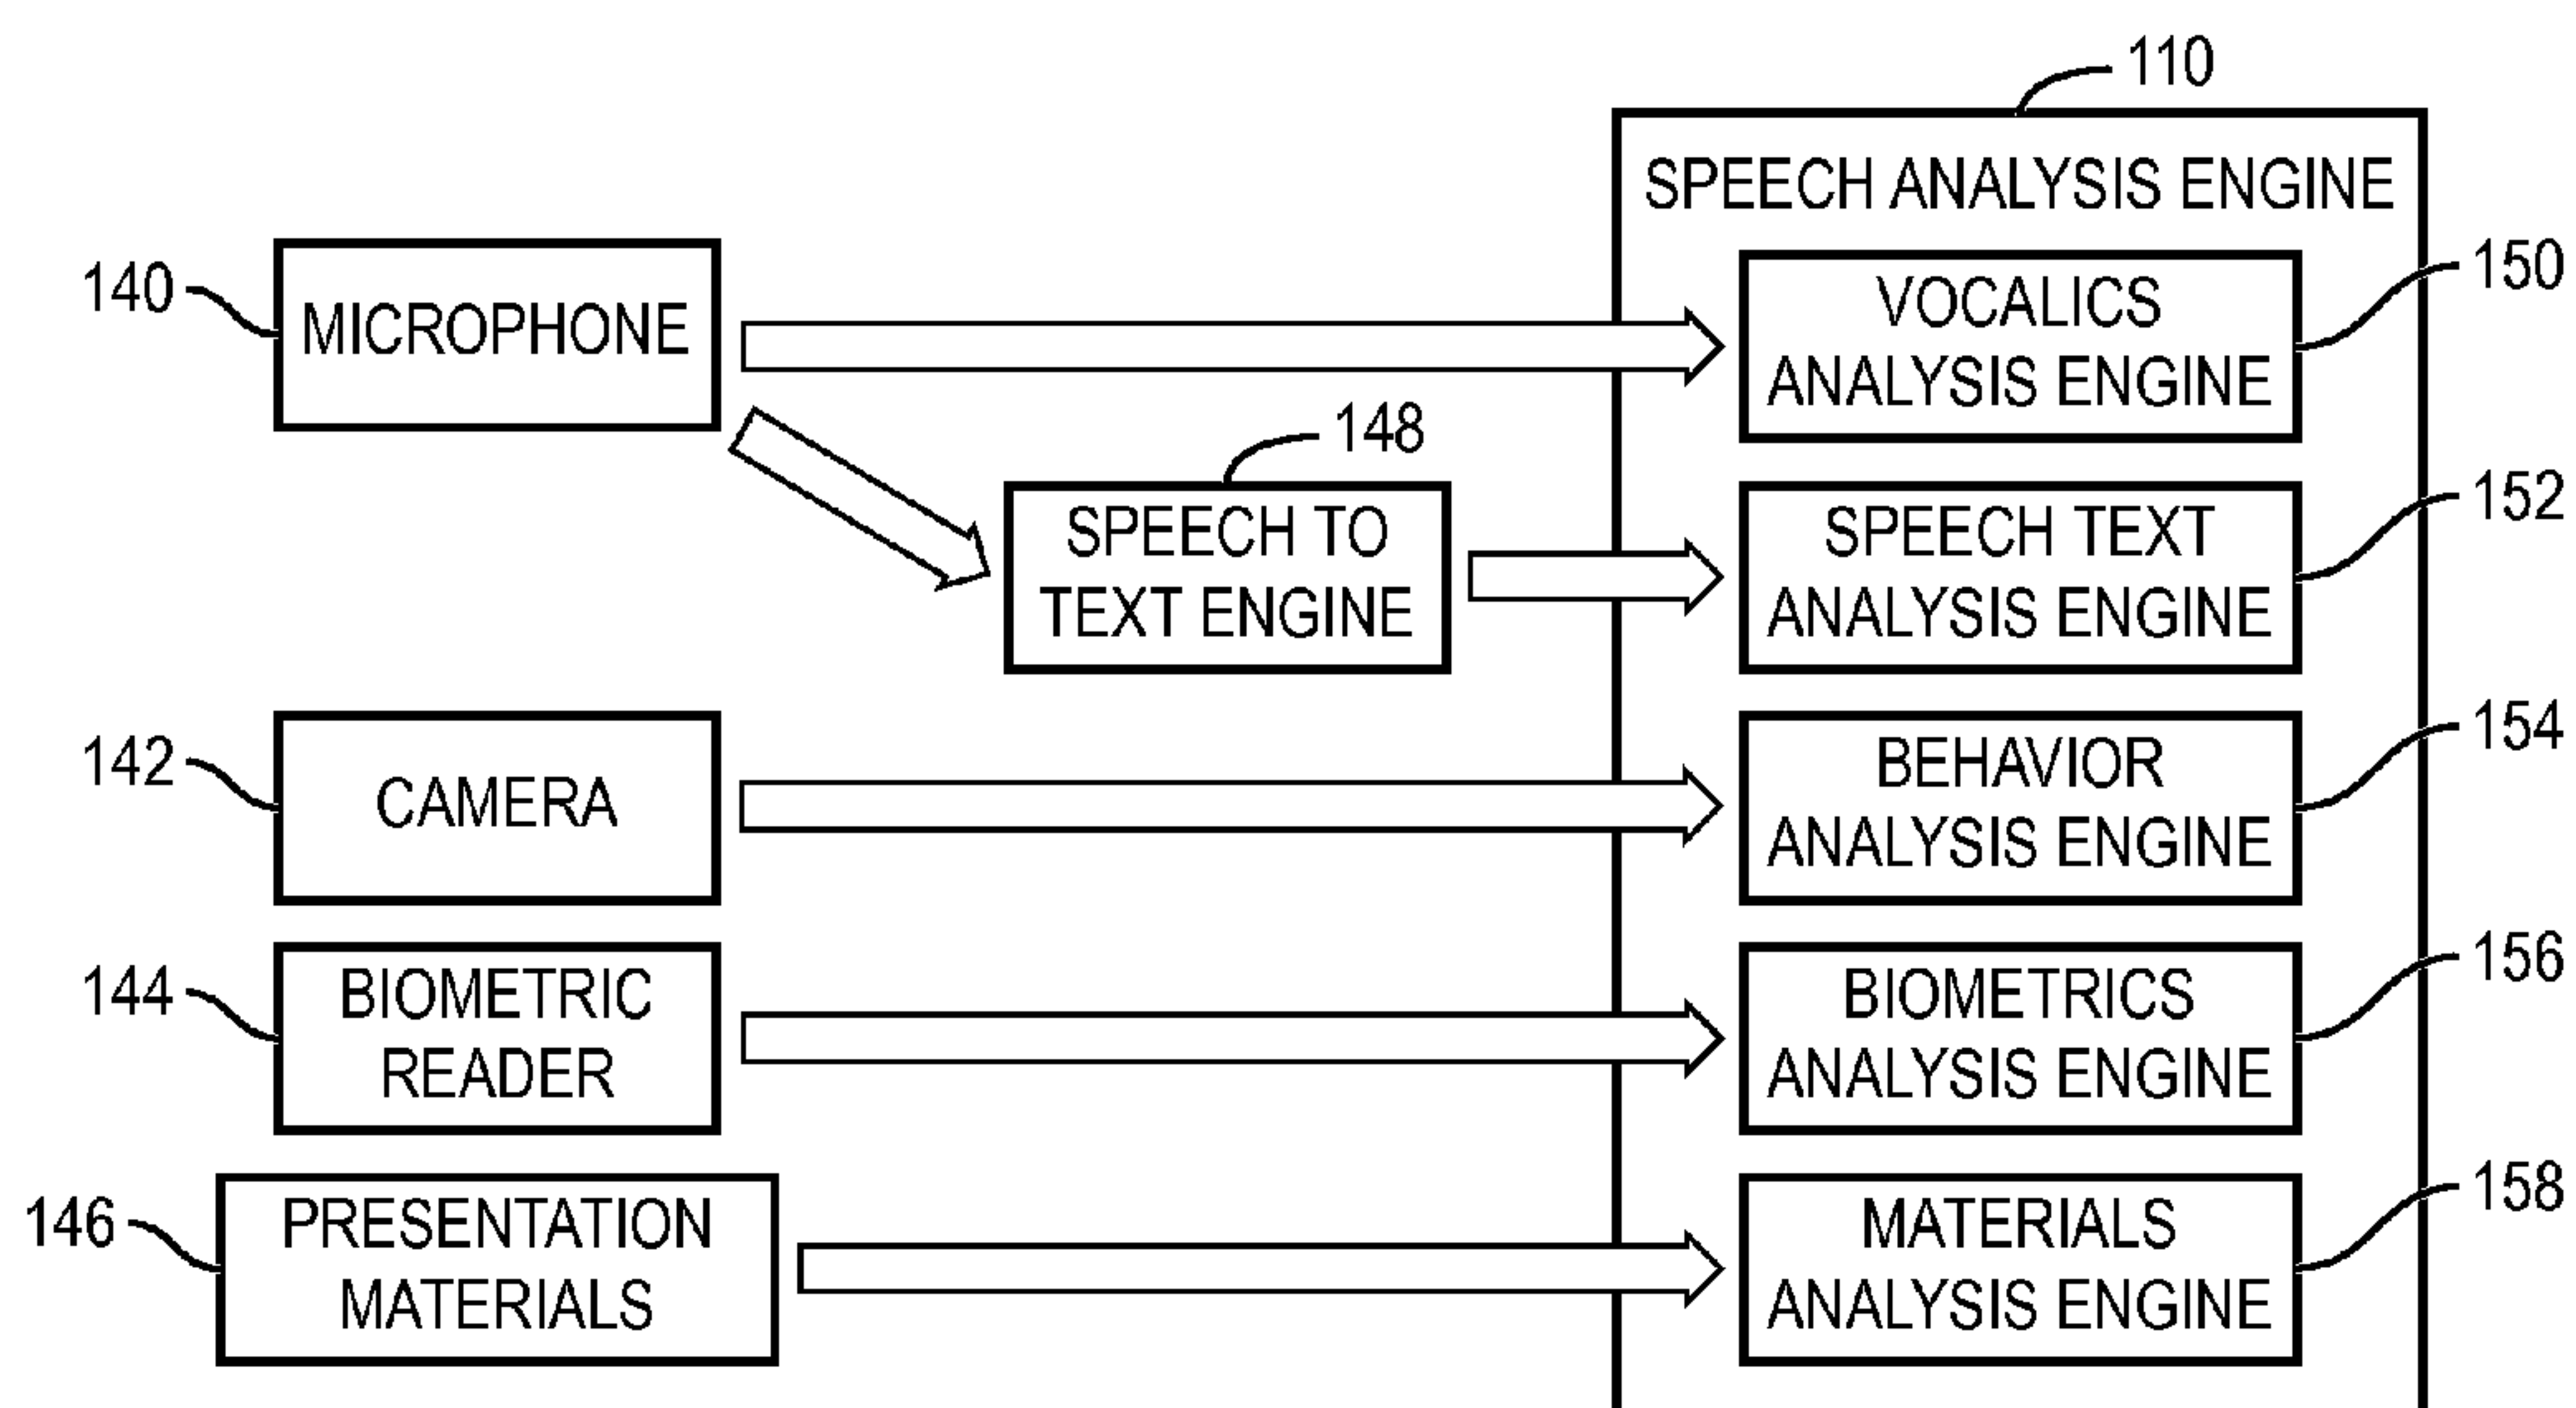 110
SPEECH ANALYSIS ENGINE
140
MICROPHONE
VOCALICS
ANALYSIS ENGINE
150
148
SPEECH TO
TEXT ENGINE
SPEECH TEXT
ANALYSIS ENGINE
152
142
CAMERA
BEHAVIOR
ANALYSIS ENGINE
154
144
BIOMETRIC
READER
BIOMETRICS
ANALYSIS ENGINE
156
146
PRESENTATION
MATERIALS
MATERIALS
ANALYSIS ENGINE
158